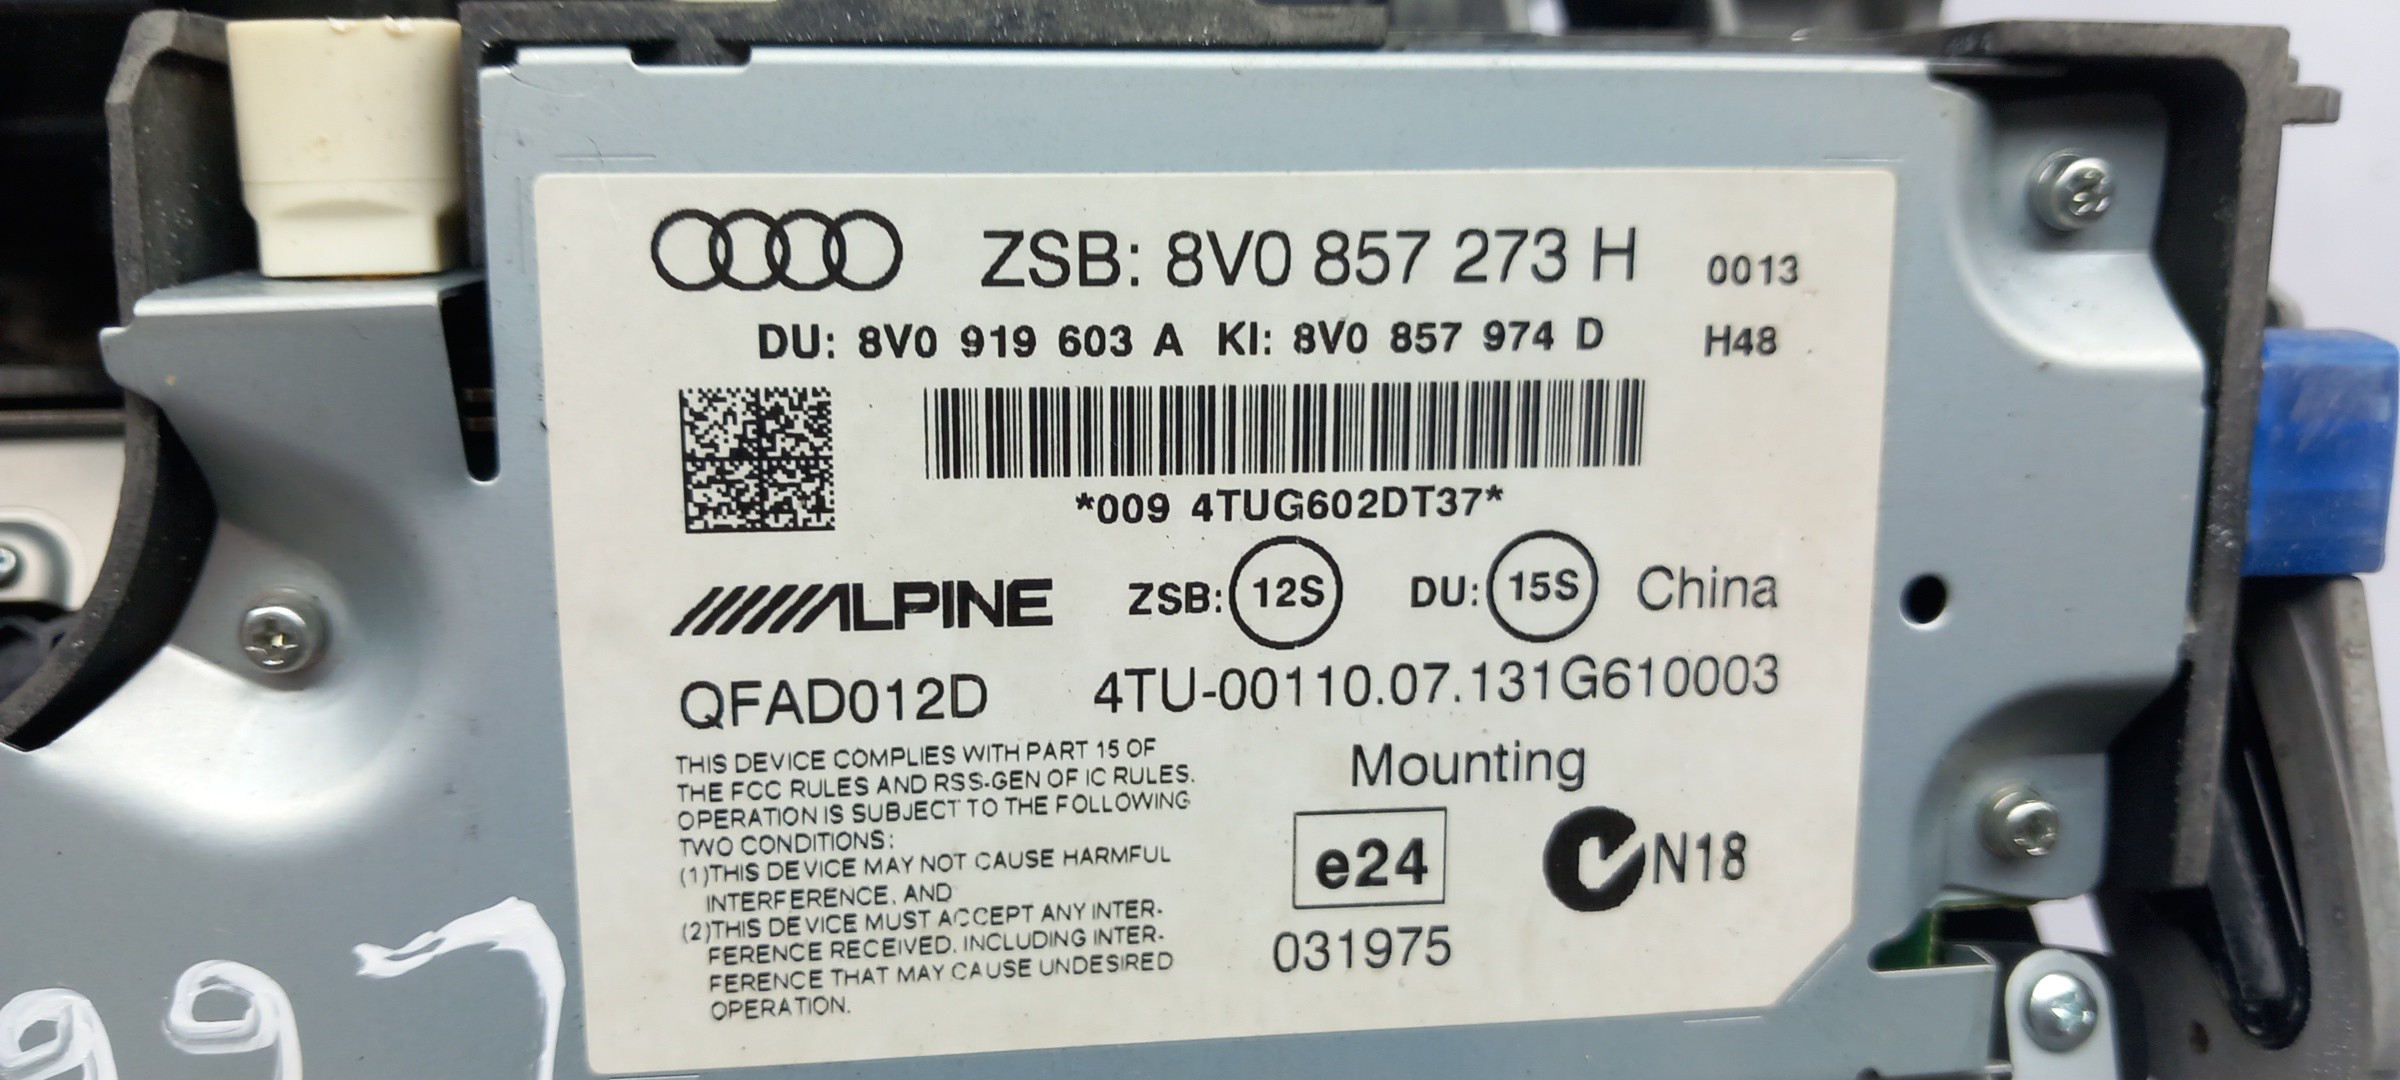 ZSB: 8V0 857 273 H 0013
DU: 8V0 919 603 A KI: 8V0 857 974 D H48
*009 4TUG602DT37*
ALPINE ZSB: 12S DU: 15S China
QFAD012D 4TU-00110.07.131G610003
THIS DEVICE COMPLIES WITH PART 15 OF
THE FCC RULES AND RSS-GEN OF IC RULES.
OPERATION IS SUBJECT TO THE FOLLOWING
TWO CONDITIONS:
(1)THIS DEVICE MAY NOT CAUSE HARMFUL
INTERFERENCE, AND
(2)THIS DEVICE MUST ACCEPT ANY INTER-
FERENCE RECEIVED, INCLUDING INTER-
FERENCE THAT MAY CAUSE UNDESIRED
OPERATION.
Mounting
e24 N18
031975